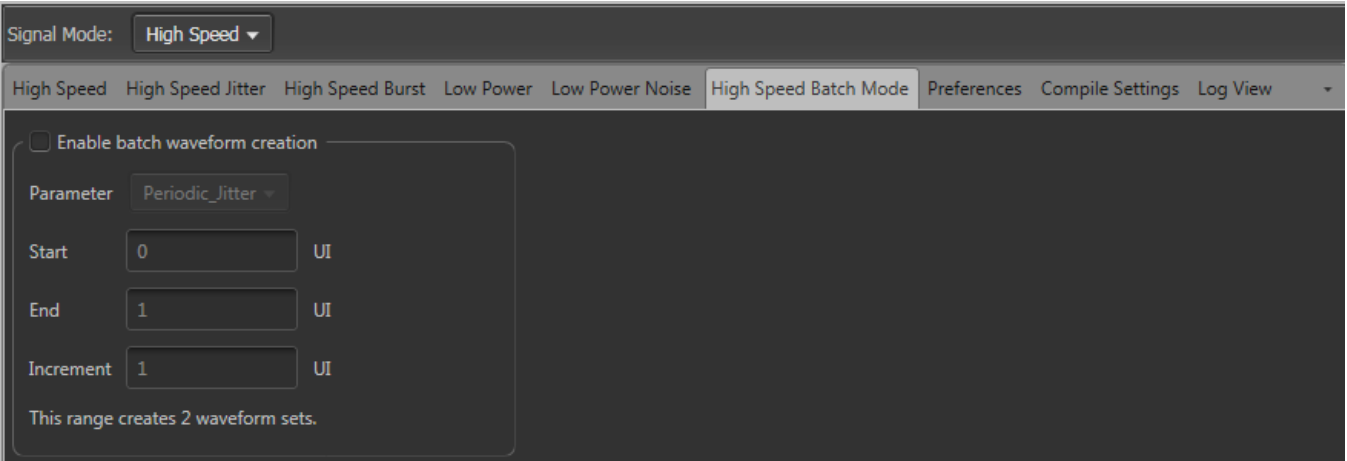 Signal Mode: High Speed
High Speed High Speed Jitter High Speed Burst Low Power Low Power Noise High Speed Batch Mode Preferences Compile Settings Log View
Enable batch waveform creation
Parameter Periodic_Jitter
Start 0 UI
End 1 UI
Increment 1 UI
This range creates 2 waveform sets.